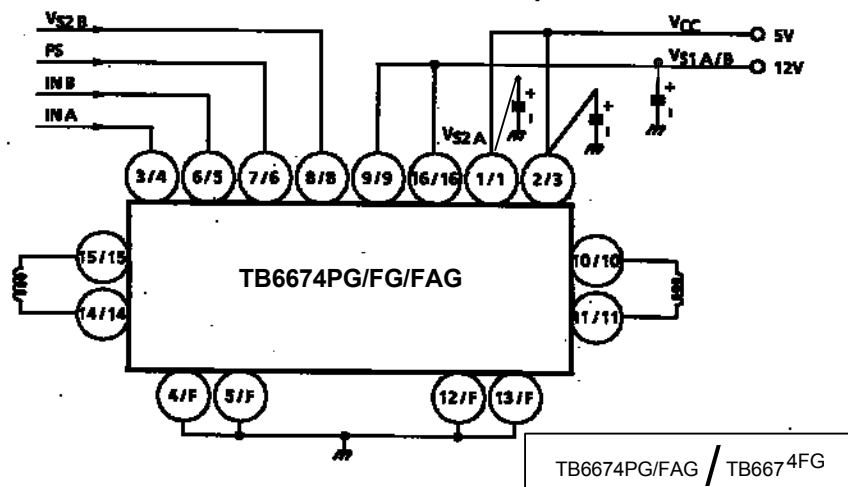 VS2 B
PS
IN B
IN A
VCC
5V
VS1 A/B
12V
+
-
+
-
+
-
VS2 A
3/4
6/5
7/6
8/8
9/9
16/16
1/1
2/3
15/15
14/14
TB6674PG/FG/FAG
10/10
11/11
4/F
5/F
12/F
13/F
TB6674PG/FAG / TB6674FG